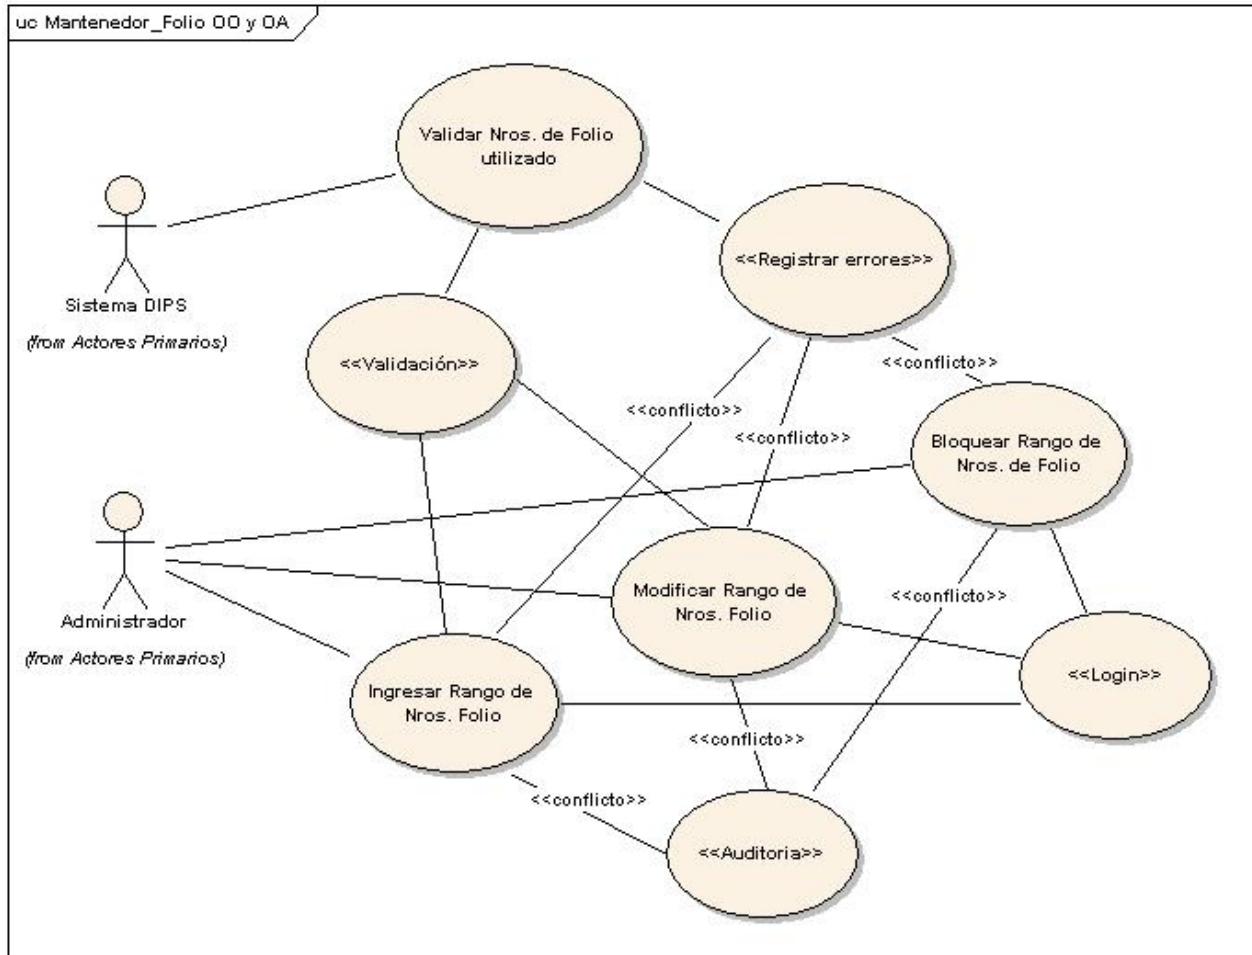 uc Mantenedor_Folio OO y OA
Validar Nros. de Folio
utilizado
<<Registrar errores>>
Sistema DIPS
(from Actores Primarios)
<<Validación>>
<<conflicto>>
<<conflicto>>
<<conflicto>>
Bloquear Rango de
Nros. de Folio
Administrador
(from Actores Primarios)
Modificar Rango de
Nros. Folio
<<conflicto>>
<<Login>>
Ingresar Rango de
Nros. Folio
<<conflicto>>
<<conflicto>>
<<Auditoria>>